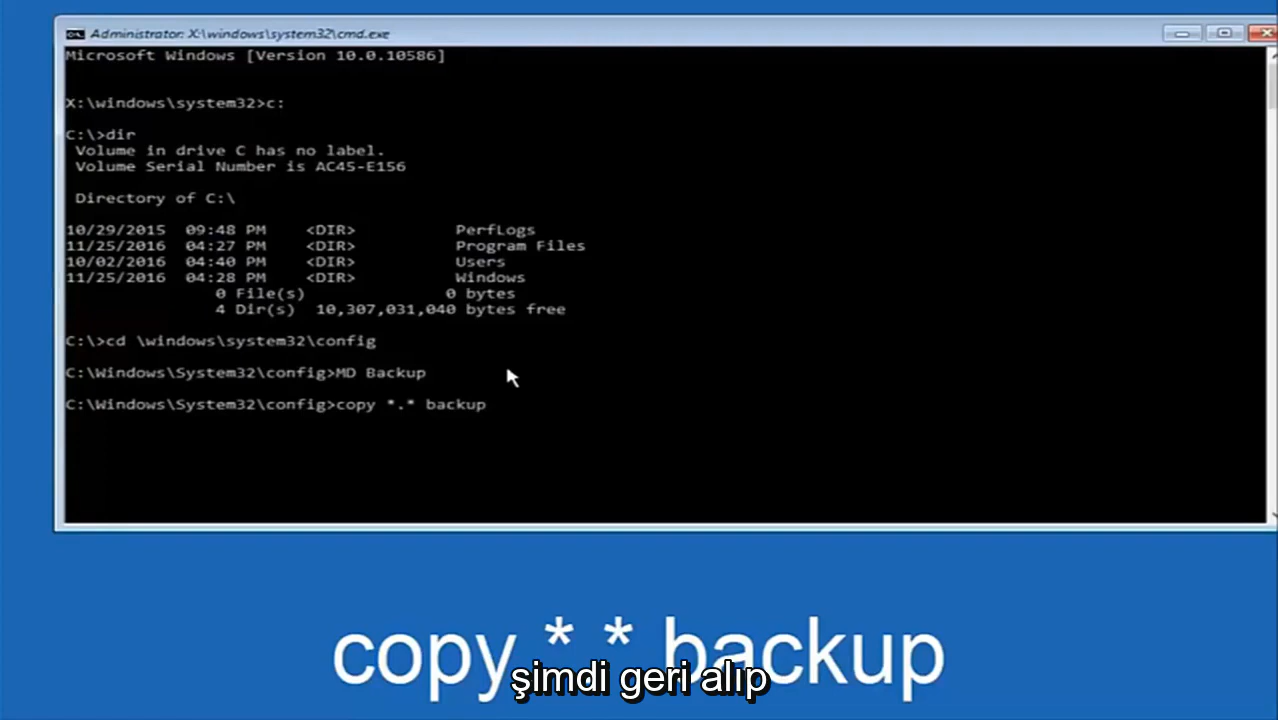 Administrator: X:\windows\system32\cmd.exe
Microsoft Windows [Version 10.0.10586]
X:\windows\system32>c:
C:\>dir
Volume in drive C has no label.
Volume Serial Number is AC45-E156
Directory of C:\
10/29/2015 09:48 PM <DIR> PerfLogs
11/25/2016 04:27 PM <DIR> Program Files
10/02/2016 04:40 PM <DIR> Users
11/25/2016 04:28 PM <DIR> Windows
0 File(s) 0 bytes
4 Dir(s) 10,307,031,040 bytes free
C:\>cd \windows\system32\config
C:\Windows\System32\config>MD Backup
C:\Windows\System32\config>copy *.* backup
copy *.* backup
şimdi geri alıp